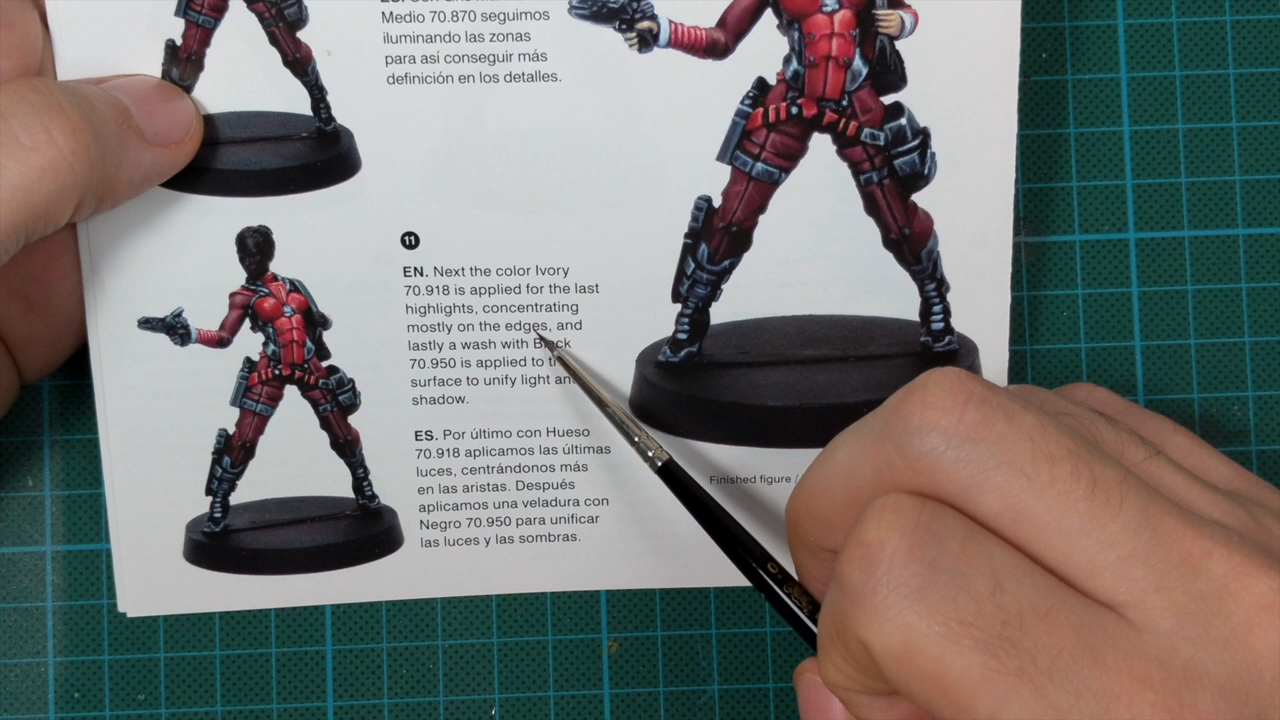 Medio 70.870 seguimos
iluminando las zonas
para así conseguir más
definición en los detalles.
11
EN. Next the color Ivory
70.918 is applied for the last
highlights, concentrating
mostly on the edges, and
lastly a wash with Black
70.950 is applied to
surface to unify light and
shadow.
ES. Por último con Hueso
70.918 aplicamos las últimas
luces, centrándonos más
en las aristas. Después
aplicamos una veladura con
Negro 70.950 para unificar
las luces y las sombras.
Finished figure /